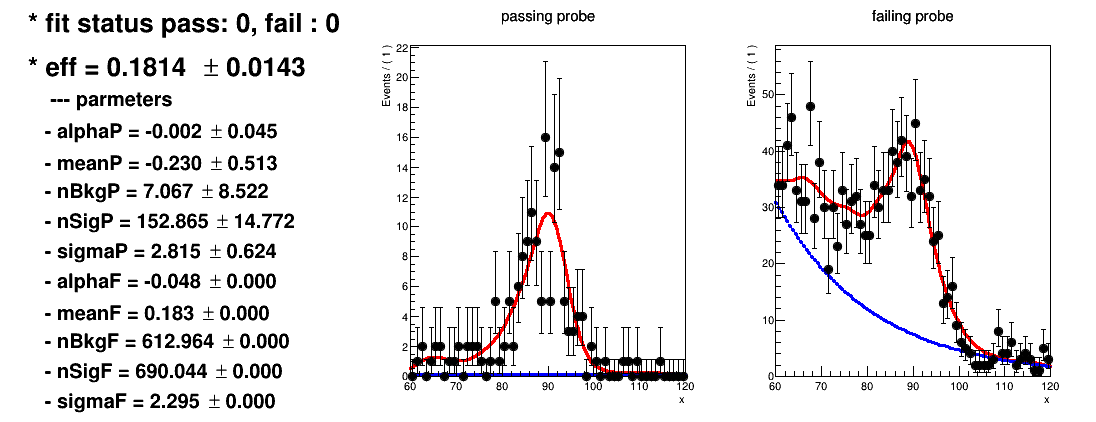 * fit status pass: 0, fail : 0
* eff = 0.1814 ± 0.0143
--- parmeters
- alphaP = -0.002 ± 0.045
- meanP = -0.230 ± 0.513
- nBkgP = 7.067 ± 8.522
- nSigP = 152.865 ± 14.772
- sigmaP = 2.815 ± 0.624
- alphaF = -0.048 ± 0.000
- meanF = 0.183 ± 0.000
- nBkgF = 612.964 ± 0.000
- nSigF = 690.044 ± 0.000
- sigmaF = 2.295 ± 0.000
passing probe
Events / ( 1 )
22
20
18
16
14
12
10
8
6
4
2
0
60 70 80 90 100 110 120
x
failing probe
Events / ( 1 )
50
40
30
20
10
0
60 70 80 90 100 110 120
x